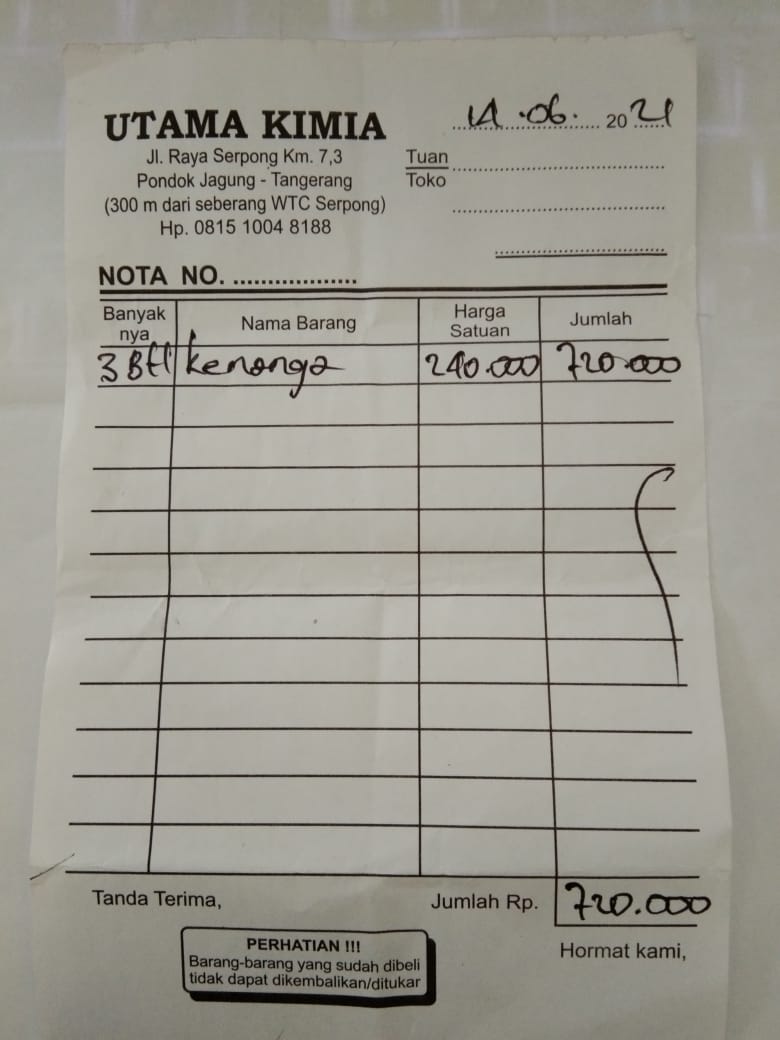 UTAMA KIMIA
Jl. Raya Serpong Km. 7,3
Pondok Jagung - Tangerang
(300 m dari seberang WTC Serpong)
Hp. 0815 1004 8188
14.06. 2021
Tuan
Toko
NOTA NO. ..................
Banyak nya Nama Barang Harga Satuan Jumlah
3 Btl kenanga 240.000 720.000
Tanda Terima, Jumlah Rp. 720.000
PERHATIAN !!!
Barang-barang yang sudah dibeli
tidak dapat dikembalikan/ditukar
Hormat kami,